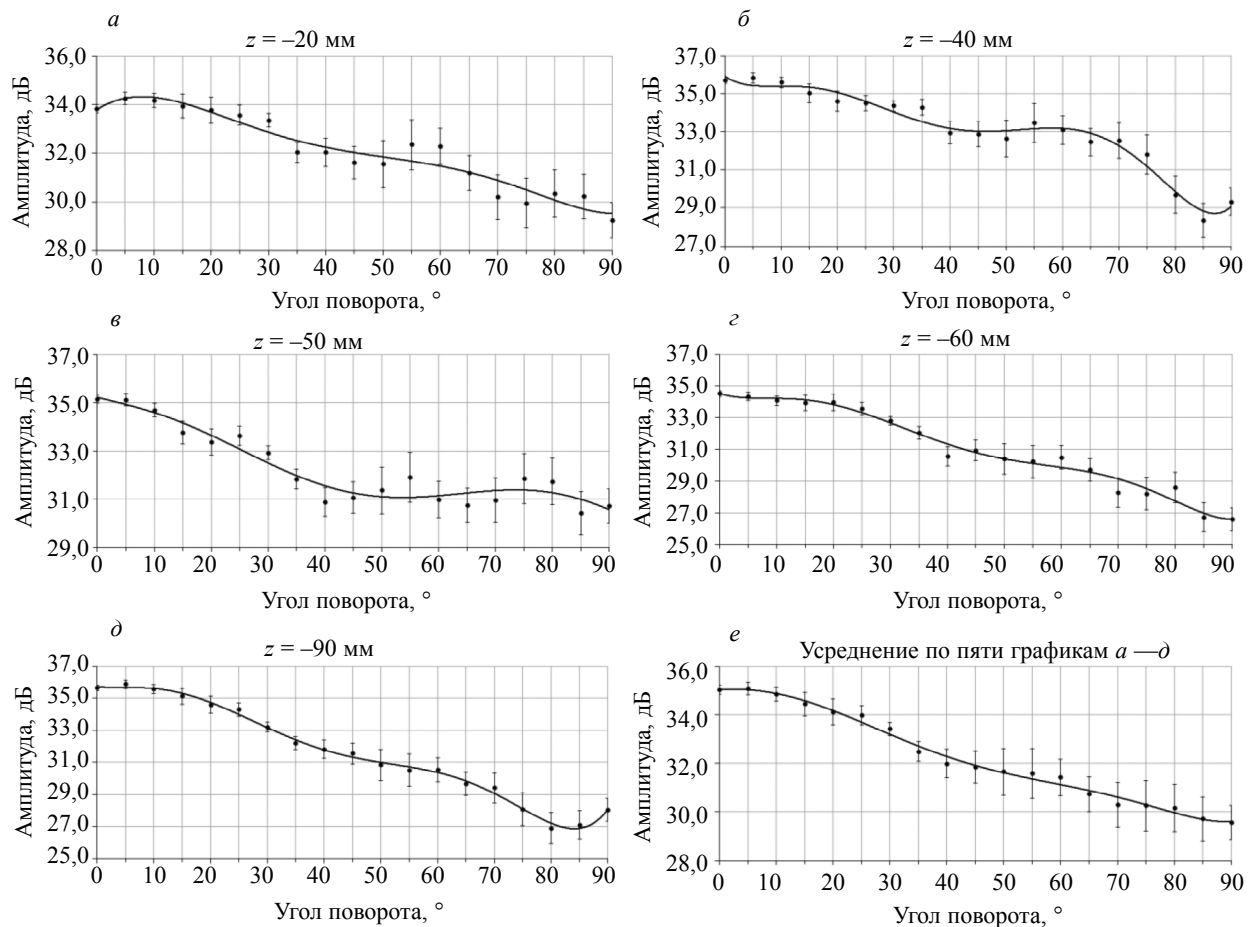 а
z = –20 мм
Амплитуда, дБ
36,0
34,0
32,0
30,0
28,0
0 10 20 30 40 50 60 70 80 90
Угол поворота, °
б
z = –40 мм
Амплитуда, дБ
37,0
35,0
33,0
31,0
29,0
27,0
0 10 20 30 40 50 60 70 80 90
Угол поворота, °
в
z = –50 мм
Амплитуда, дБ
37,0
35,0
33,0
31,0
29,0
0 10 20 30 40 50 60 70 80 90
Угол поворота, °
г
z = –60 мм
Амплитуда, дБ
37,0
34,5
33,0
31,0
29,0
27,0
25,0
0 10 20 30 40 50 60 70 80 90
Угол поворота, °
д
z = –90 мм
Амплитуда, дБ
37,0
35,0
33,0
31,0
29,0
27,0
25,0
0 10 20 30 40 50 60 70 80 90
Угол поворота, °
е
Усреднение по пяти графикам а —д
Амплитуда, дБ
36,0
34,0
32,0
30,0
28,0
0 10 20 30 40 50 60 70 80 90
Угол поворота, °